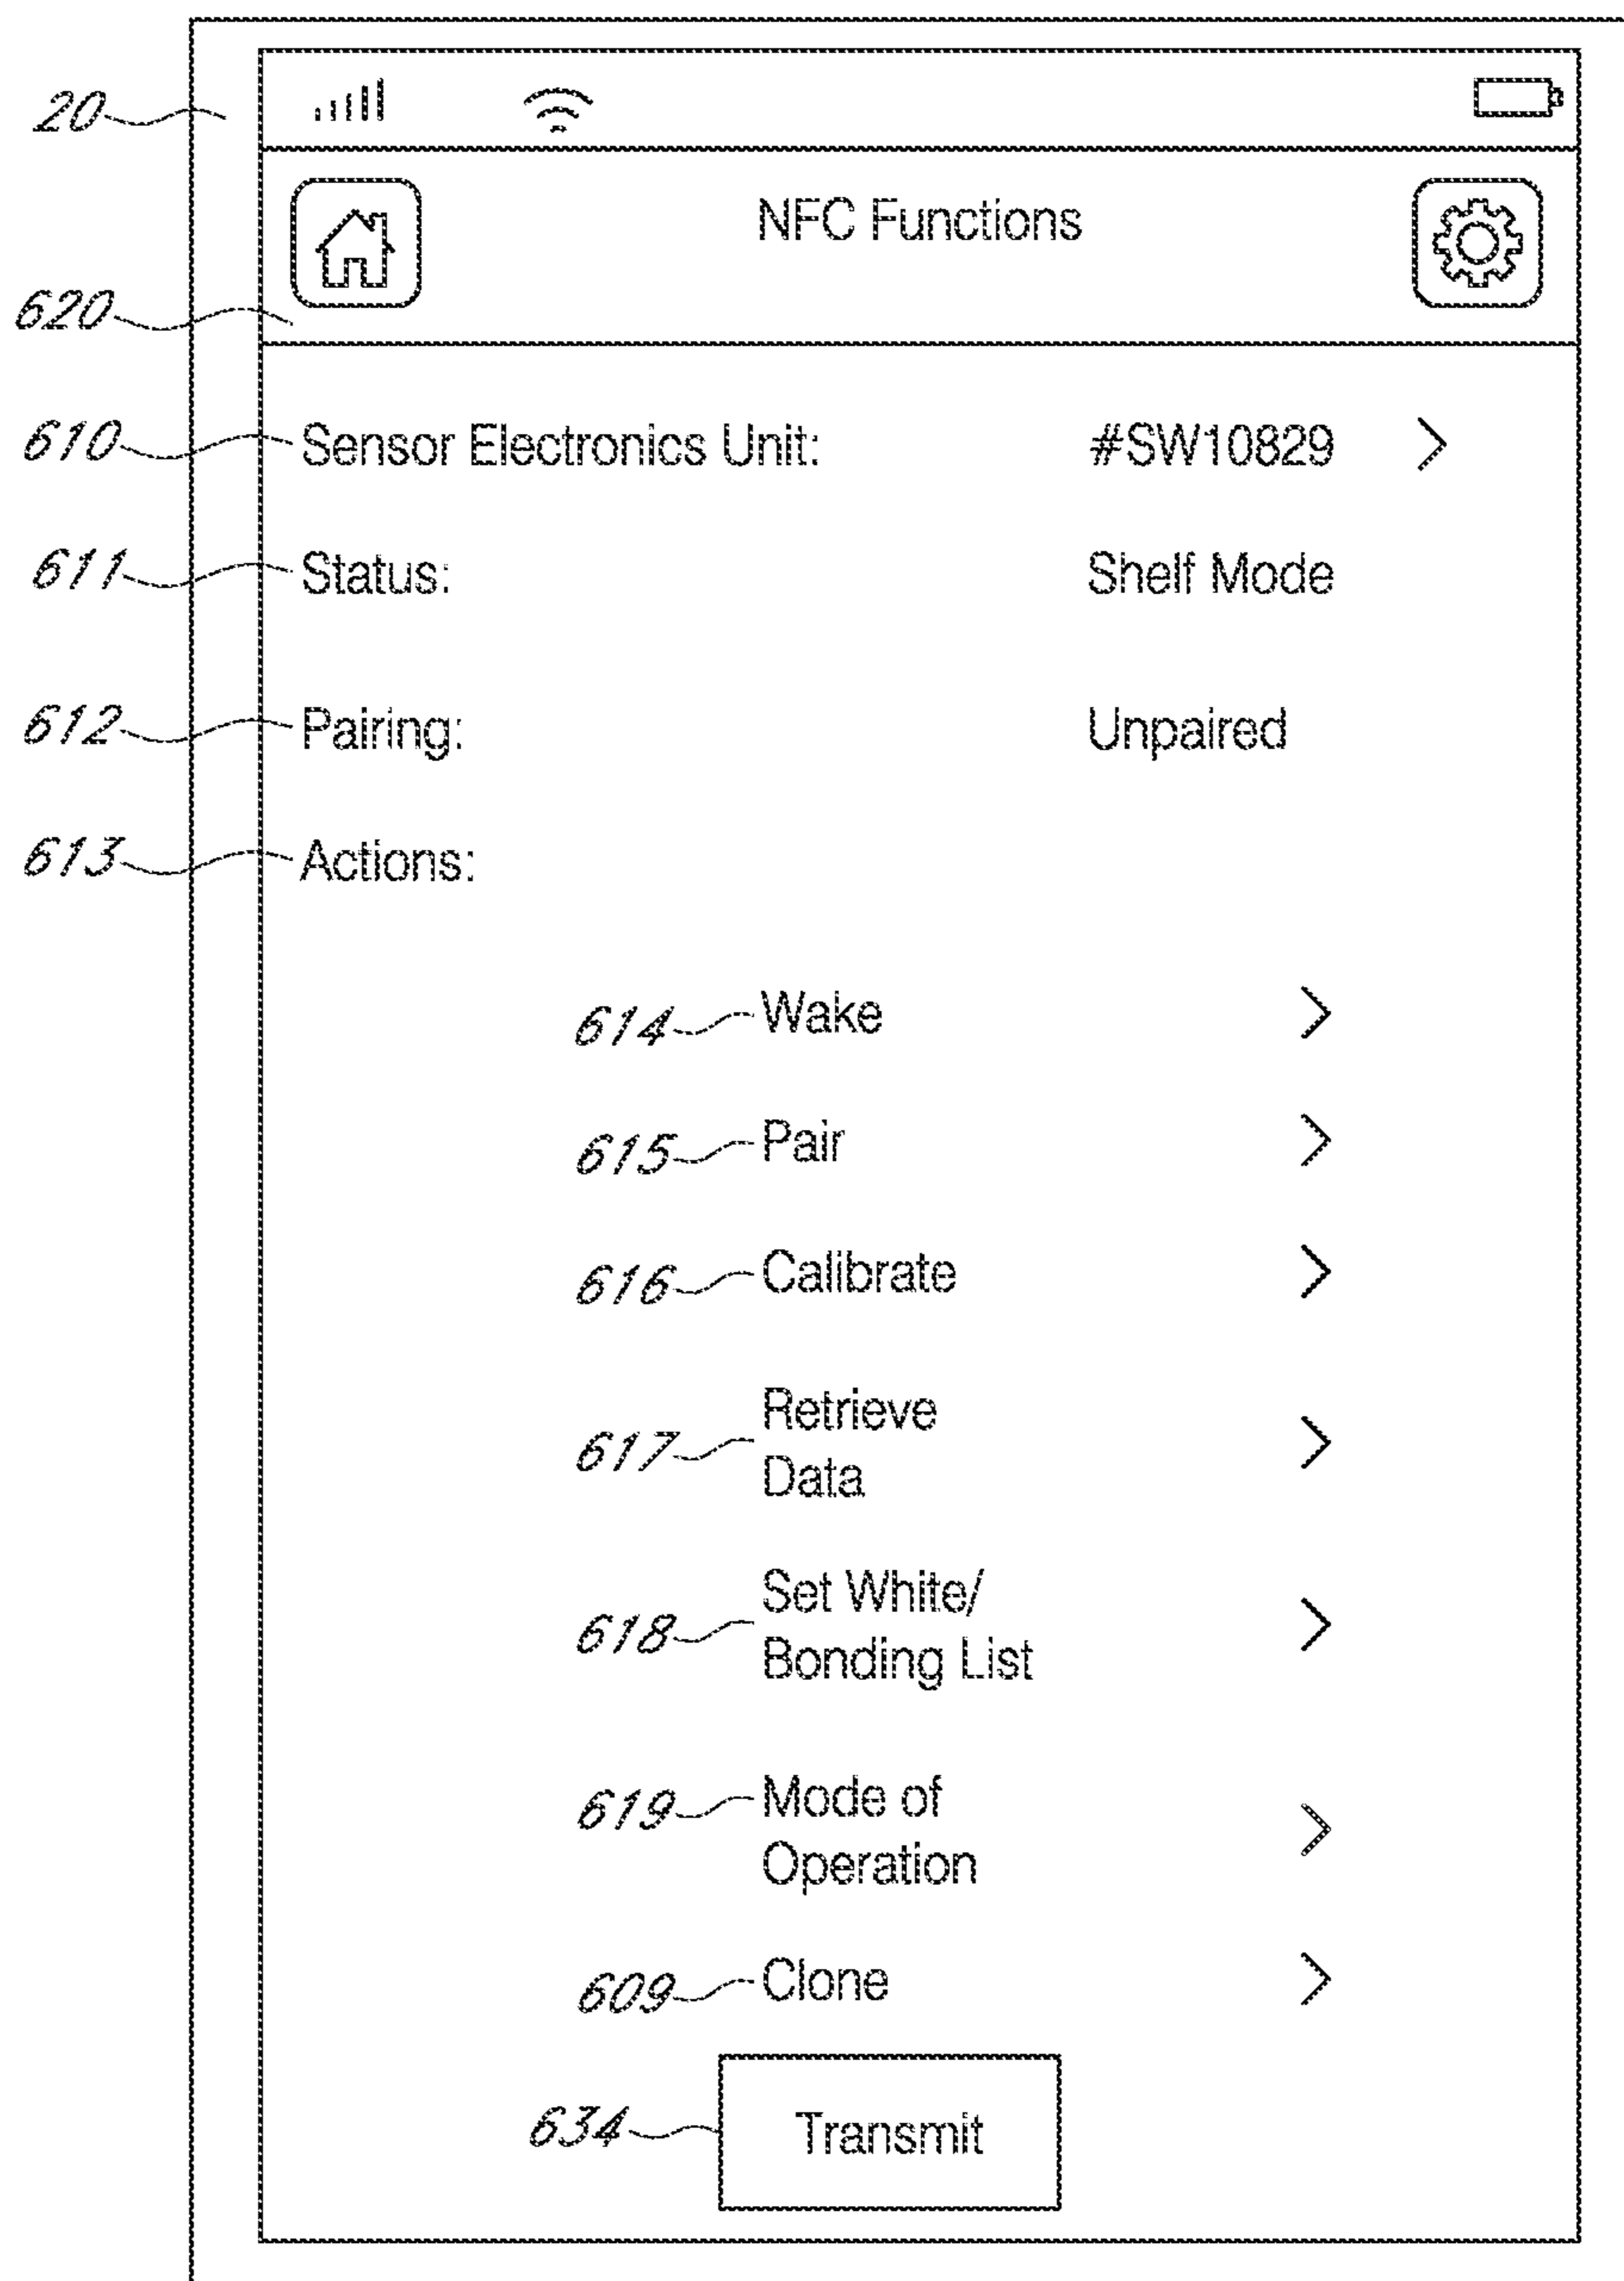 20
NFC Functions
620
610 Sensor Electronics Unit: #SW10829 >
611 Status: Shelf Mode
612 Pairing: Unpaired
613 Actions:
614 Wake >
615 Pair >
616 Calibrate >
617 Retrieve
Data >
618 Set White/
Bonding List >
619 Mode of
Operation >
609 Clone >
634 Transmit